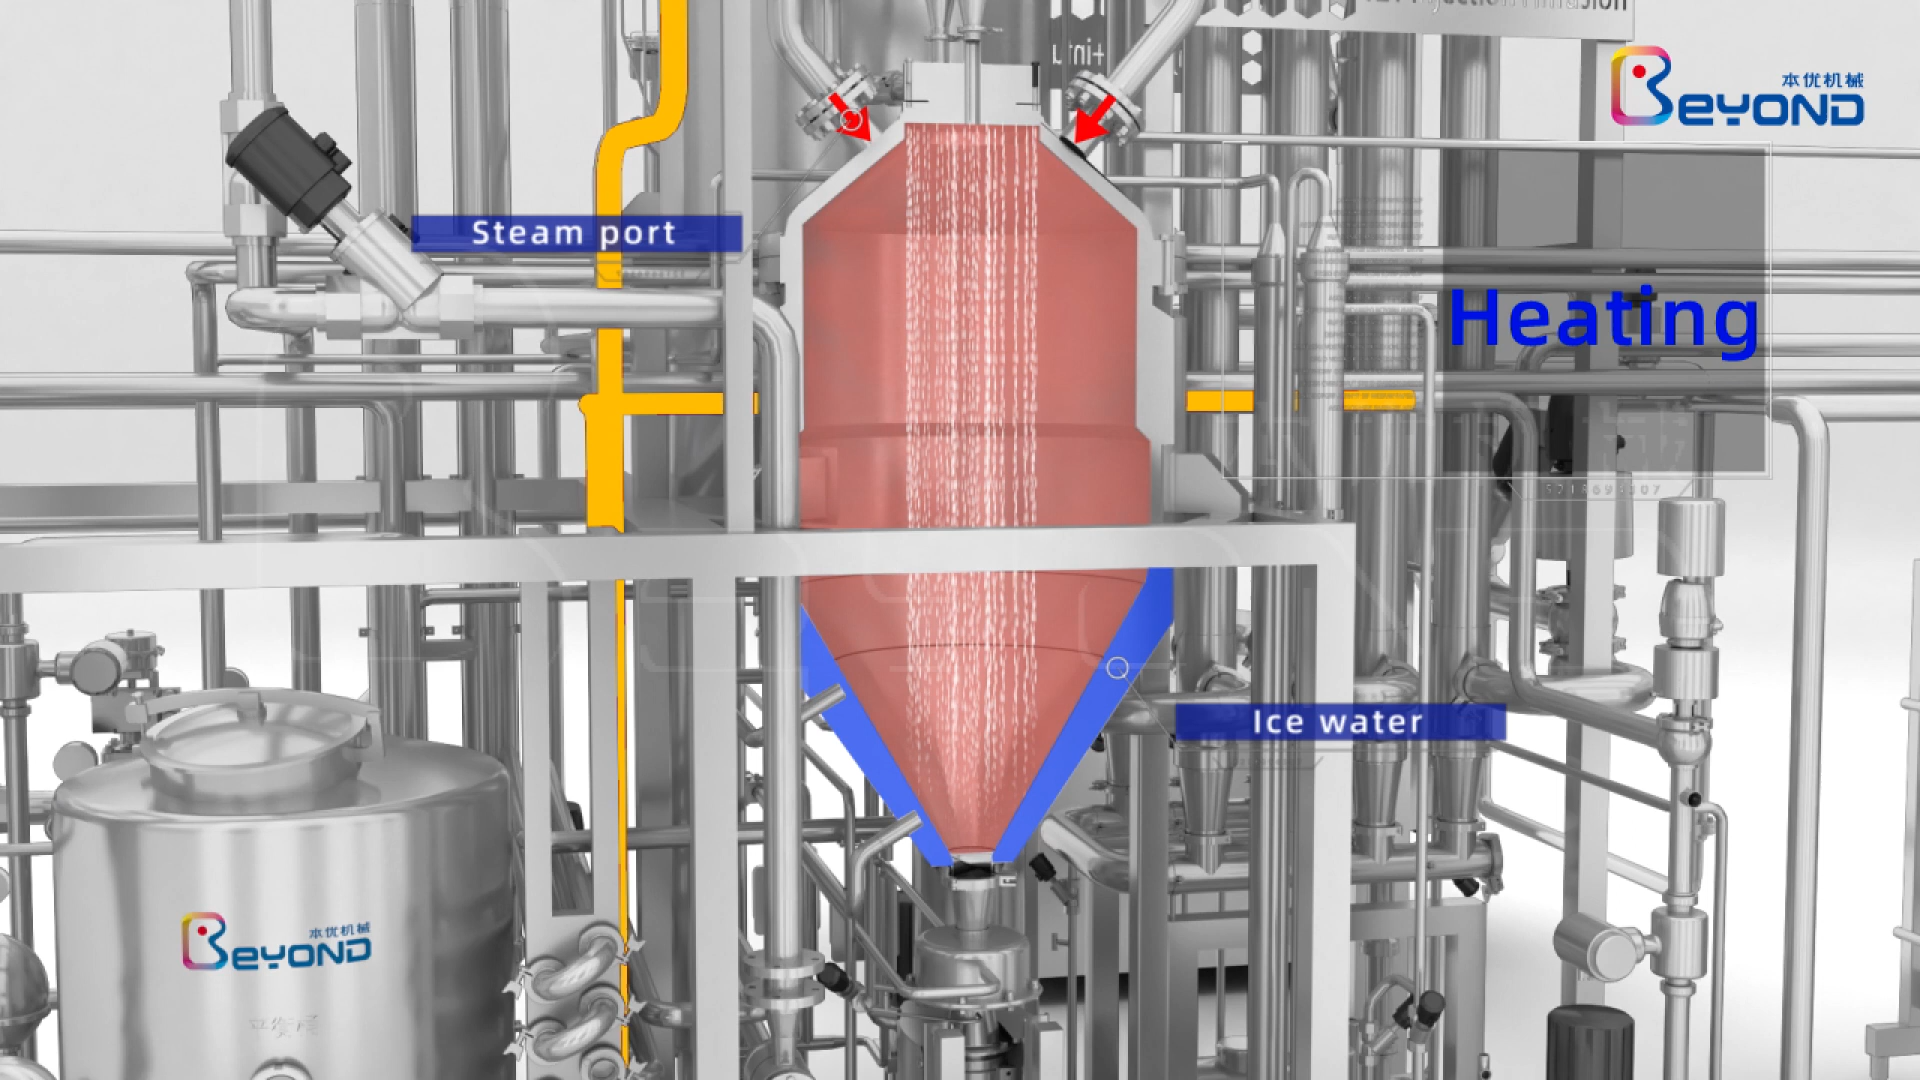 本优机械
BEYOND
Steam port
Heating
Ice water
本优机械
BEYOND